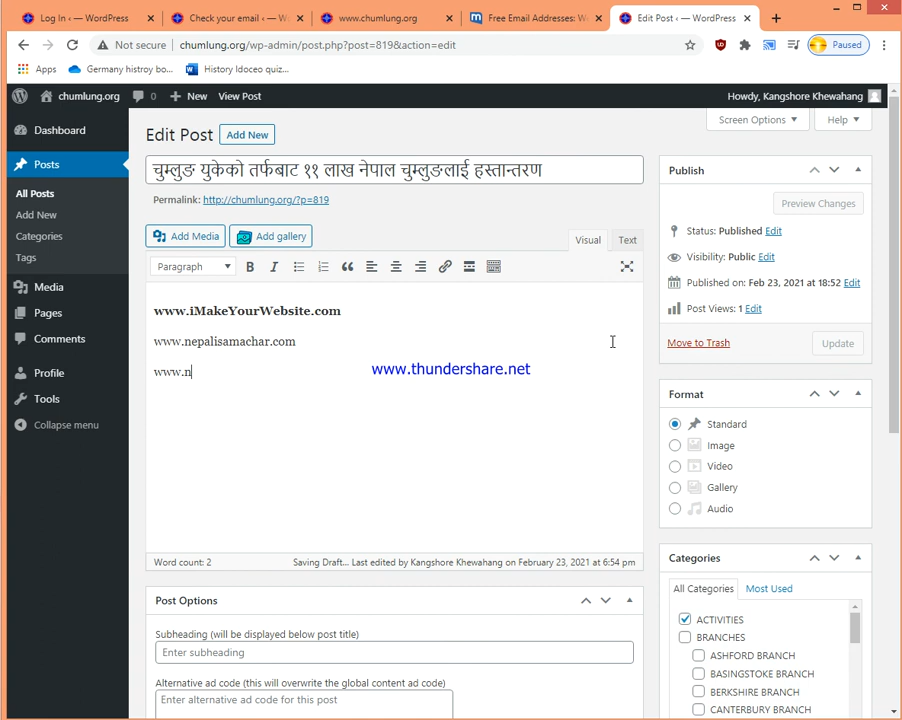 Log In ‹ — WordPress
Check your email ‹ — W
www.chumlung.org
Free Email Addresses: W
Edit Post ‹ — WordPress
Not secure
chumlung.org/wp-admin/post.php?post=819&action=edit
Paused
Apps
Germany histroy bo...
History Idoceo quiz...
chumlung.org
0
New
View Post
Howdy, Kangshore Khewahang
Dashboard
Posts
All Posts
Add New
Categories
Tags
Media
Pages
Comments
Profile
Tools
Collapse menu
Screen Options
Help
Edit Post
Add New
चुम्लुङ युकेको तर्फबाट ११ लाख नेपाल चुम्लुङलाई हस्तान्तरण
Permalink: http://chumlung.org/?p=819
Add Media
Add gallery
Visual
Text
Paragraph
www.iMakeYourWebsite.com
www.nepalisamachar.com
www.n
www.thundershare.net
Word count: 2
Saving Draft... Last edited by Kangshore Khewahang on February 23, 2021 at 6:54 pm
Post Options
Subheading (will be displayed below post title)
Enter subheading
Alternative ad code (this will overwrite the global content ad code)
Enter alternative ad code for this post
Publish
Preview Changes
Status: Published Edit
Visibility: Public Edit
Published on: Feb 23, 2021 at 18:52 Edit
Post Views: 1 Edit
Move to Trash
Update
Format
Standard
Image
Video
Gallery
Audio
Categories
All Categories
Most Used
ACTIVITIES
BRANCHES
ASHFORD BRANCH
BASINGSTOKE BRANCH
BERKSHIRE BRANCH
CANTERBURY BRANCH